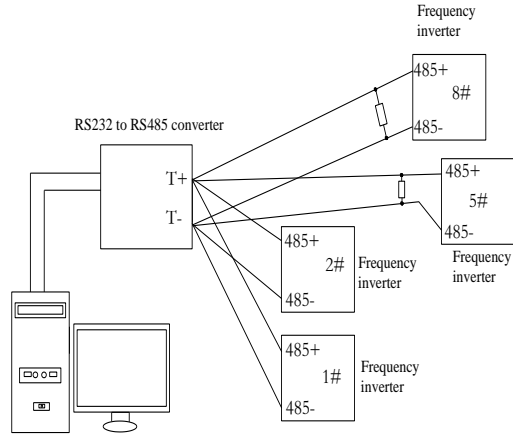 Frequency
inverter
485+
8#
485-
RS232 to RS485 converter
T+
T-
485+
5#
485-
Frequency
inverter
485+
2#
485-
Frequency
inverter
485+
1#
485-
Frequency
inverter